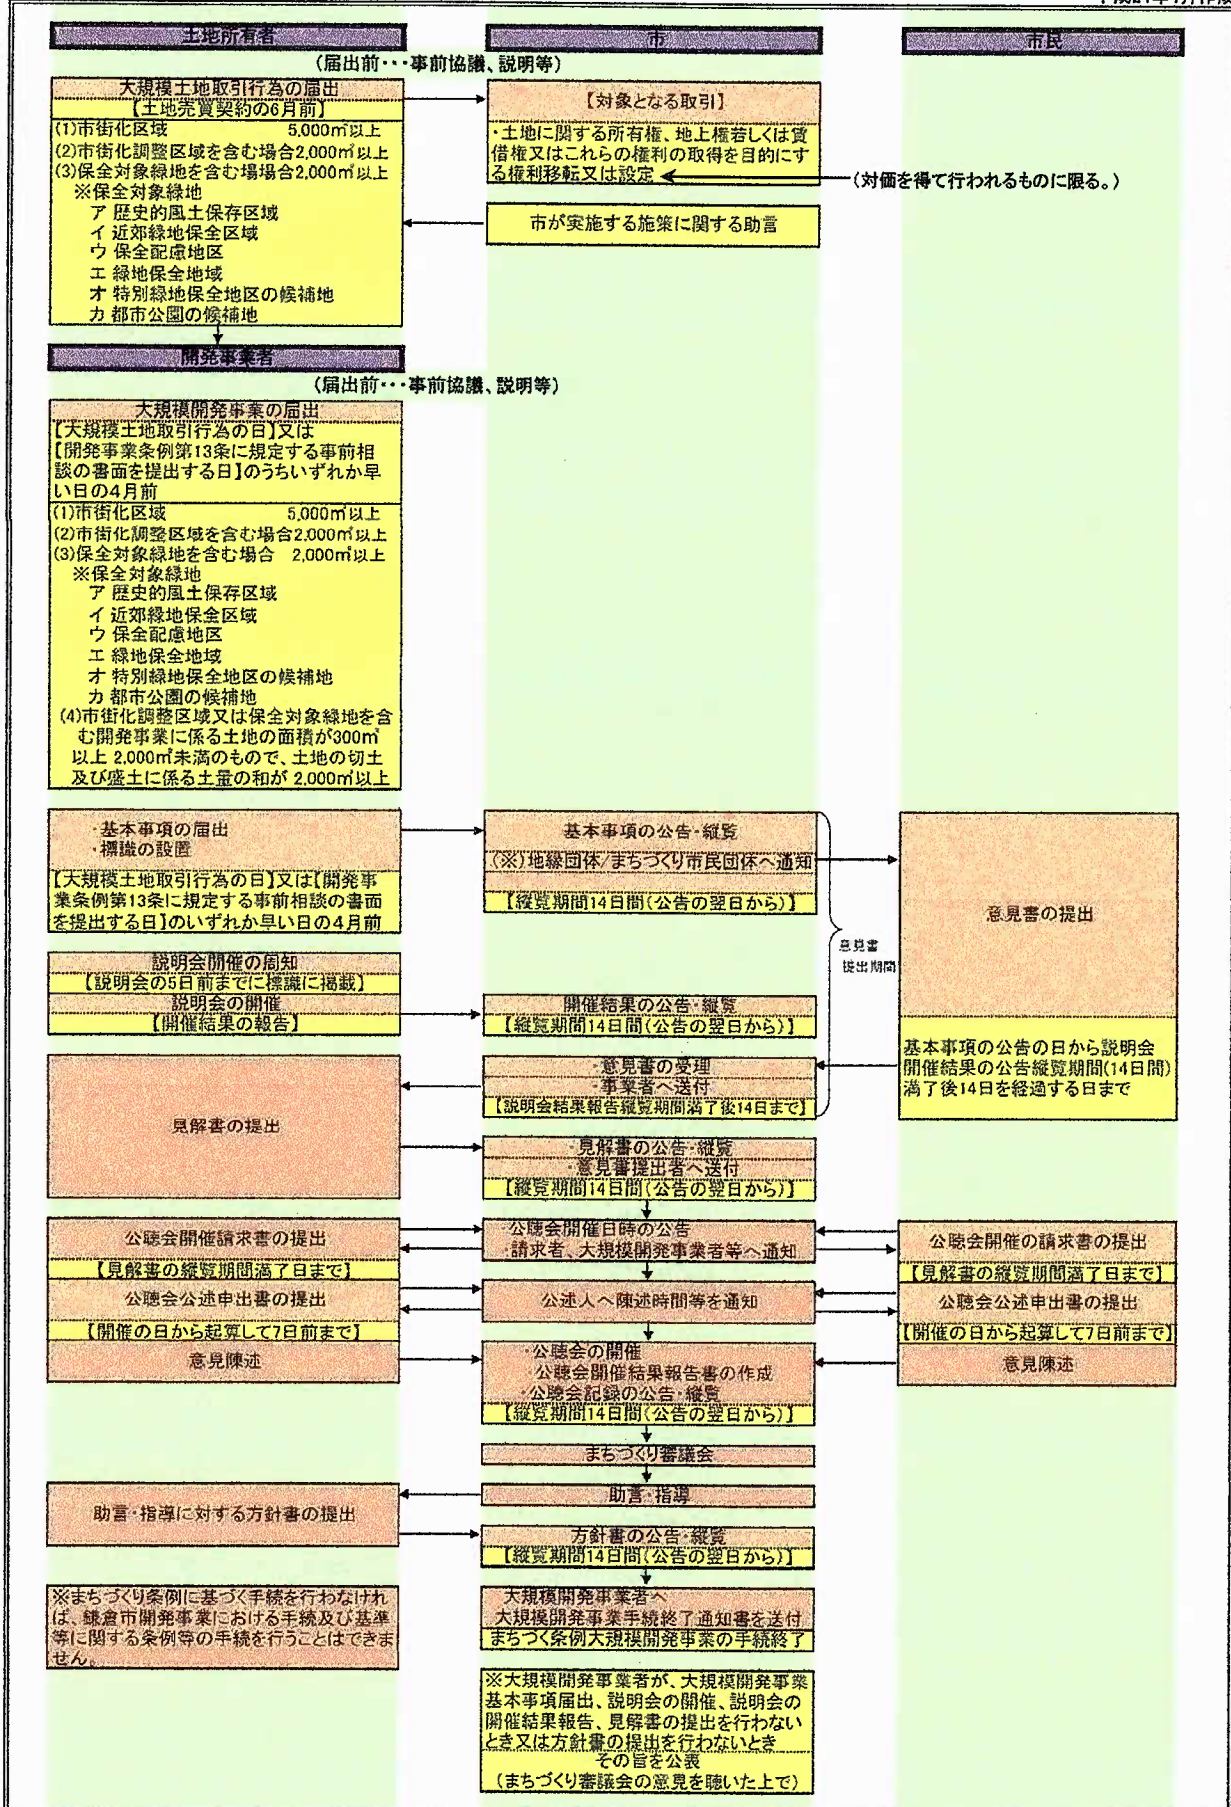 土地所有者
市
市民
(届出前・・・事前協議、説明等)
大規模土地取引行為の届出
【土地売買契約の6月前】
(1)市街化区域 5,000㎡以上
(2)市街化調整区域を含む場合2,000㎡以上
(3)保全対象緑地を含む場場合2,000㎡以上
※保全対象緑地
ア 歴史的風土保存区域
イ 近郊緑地保全区域
ウ 保全配慮地区
エ 緑地保全地域
オ 特別緑地保全地区の候補地
カ 都市公園の候補地
【対象となる取引】
・土地に関する所有権、地上権若しくは賃
借権又はこれらの権利の取得を目的にす
る権利移転又は設定
(対価を得て行われるものに限る。)
市が実施する施策に関する助言
開発事業者
(届出前・・・事前協議、説明等)
大規模開発事業の届出
【大規模土地取引行為の日】又は
【開発事業条例第13条に規定する事前相
談の書面を提出する日】のうちいずれか早
い日の4月前
(1)市街化区域 5,000㎡以上
(2)市街化調整区域を含む場合2,000㎡以上
(3)保全対象緑地を含む場合 2,000㎡以上
※保全対象緑地
ア 歴史的風土保存区域
イ 近郊緑地保全区域
ウ 保全配慮地区
エ 緑地保全地域
オ 特別緑地保全地区の候補地
カ 都市公園の候補地
(4)市街化調整区域又は保全対象緑地を含
む開発事業に係る土地の面積が300㎡
以上 2,000㎡未満のもので、土地の切土
及び盛土に係る土量の和が 2,000㎥以上
・基本事項の届出
・標識の設置
【大規模土地取引行為の日】又は【開発事
業条例第13条に規定する事前相談の書面
を提出する日】のいずれか早い日の4月前
基本事項の公告・縦覧
(※)地縁団体/まちづくり市民団体へ通知
【縦覧期間14日間(公告の翌日から)】
意見書
提出期間
意見書の提出
基本事項の公告の日から説明会
開催結果の公告縦覧期間(14日間)
満了後14日を経過する日まで
説明会開催の周知
【説明会の5日前までに標識に掲載】
説明会の開催
【開催結果の報告】
開催結果の公告・縦覧
【縦覧期間14日間(公告の翌日から)】
・意見書の受理
・事業者へ送付
【説明会結果報告縦覧期間満了後14日まで】
見解書の提出
・見解書の公告・縦覧
・意見書提出者へ送付
【縦覧期間14日間(公告の翌日から)】
公聴会開催請求書の提出
【見解書の縦覧期間満了日まで】
公聴会開催日時の公告
・請求者、大規模開発事業者等へ通知
公聴会開催の請求書の提出
【見解書の縦覧期間満了日まで】
公聴会公述申出書の提出
【開催の日から起算して7日前まで】
公述人へ陳述時間等を通知
公聴会公述申出書の提出
【開催の日から起算して7日前まで】
意見陳述
・公聴会の開催
・公聴会開催結果報告書の作成
・公聴会記録の公告・縦覧
【縦覧期間14日間(公告の翌日から)】
意見陳述
まちづくり審議会
助言・指導
助言・指導に対する方針書の提出
方針書の公告・縦覧
【縦覧期間14日間(公告の翌日から)】
※まちづくり条例に基づく手続を行わなけれ
ば、鎌倉市開発事業における手続及び基準
等に関する条例等の手続を行うことはできま
せん。
大規模開発事業者へ
大規模開発事業手続終了通知書を送付
まちづく条例大規模開発事業の手続終了
※大規模開発事業者が、大規模開発事業
基本事項届出、説明会の開催、説明会の
開催結果報告、見解書の提出を行わない
とき又は方針書の提出を行わないとき
その旨を公表
(まちづくり審議会の意見を聴いた上で)